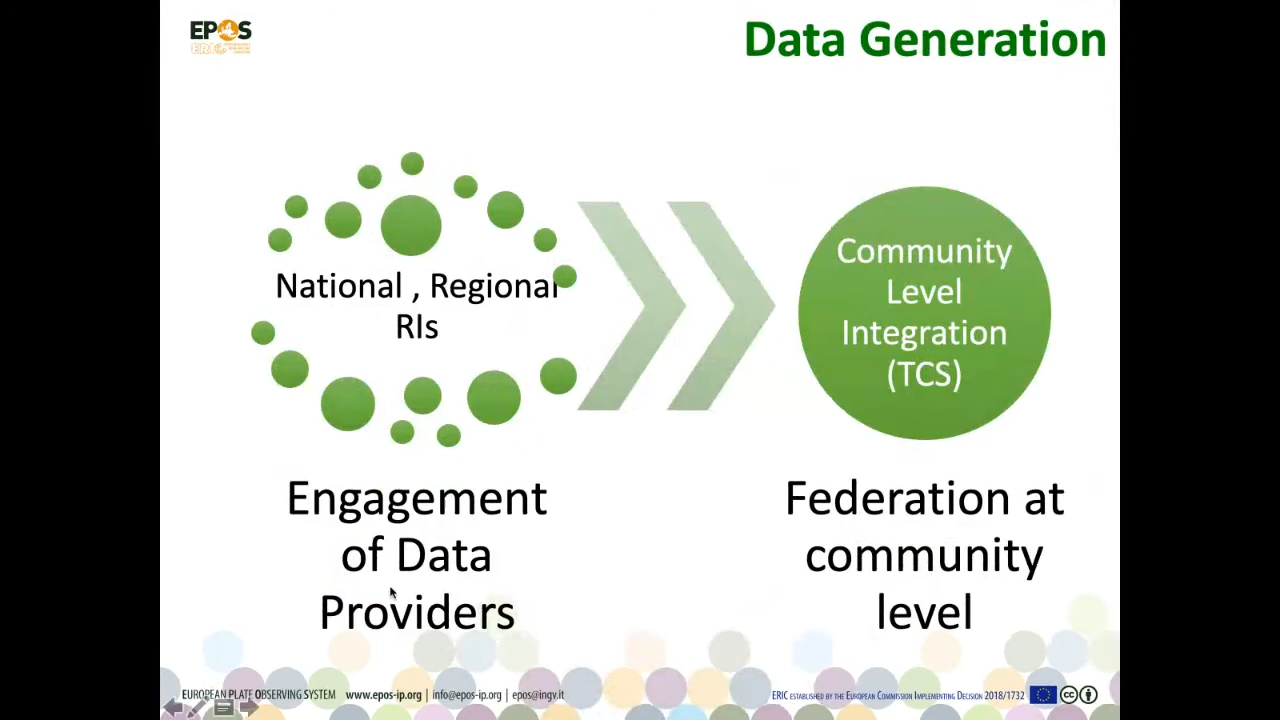 EPOS
ERIC
Data Generation
National , Regional
RIs
Community
Level
Integration
(TCS)
Engagement
of Data
Providers
Federation at
community
level
EUROPEAN PLATE OBSERVING SYSTEM www.epos-ip.org | info@epos-ip.org | epos@ingv.it
ERIC ESTABLISHED BY THE EUROPEAN COMMISSION IMPLEMENTING DECISION 2018/1732
cc